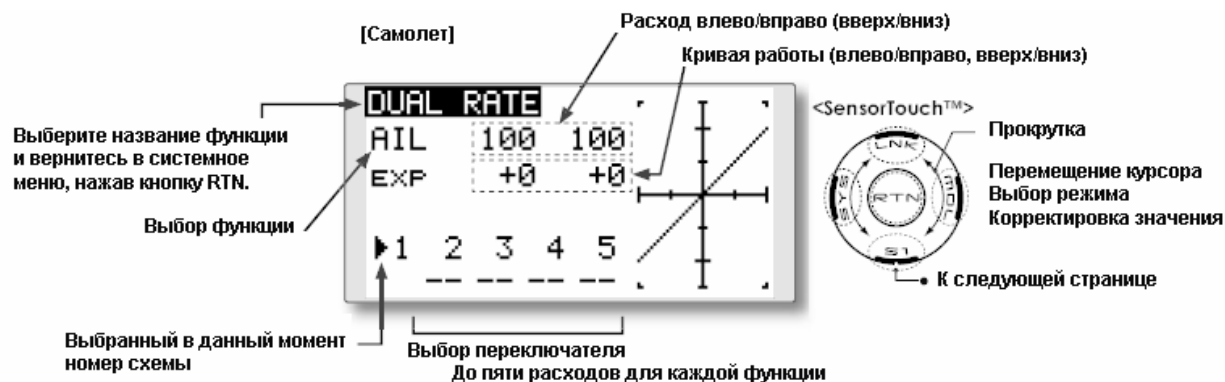 [Самолет]
Расход влево/вправо (вверх/вниз)
Кривая работы (влево/вправо, вверх/вниз)
Выберите название функции
и вернитесь в системное
меню, нажав кнопку RTN.
Выбор функции
DUAL RATE
AIL 100 100
EXP +0 +0
1 2 3 4 5
-- -- -- --
<SensorTouch™>
LNK
SYS
RTN
MDL
S1
Прокрутка
Перемещение курсора
Выбор режима
Корректировка значения
К следующей странице
Выбранный в данный момент
номер схемы
Выбор переключателя
До пяти расходов для каждой функции